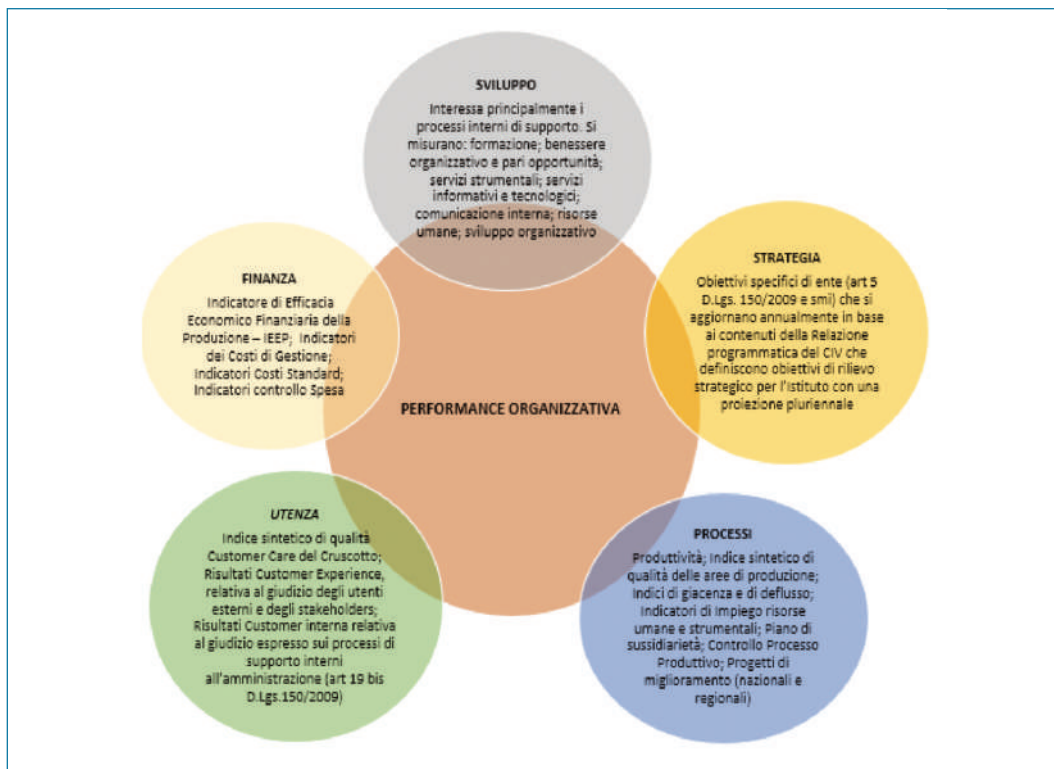 SVILUPPO
Interessa principalmente i
processi interni di supporto. Si
misurano: formazione; benessere
organizzativo e pari opportunità;
servizi strumentali; servizi
informativi e tecnologici;
comunicazione interna; risorse
umane; sviluppo organizzativo
STRATEGIA
Obiettivi specifici di ente (art 5
D.Lgs. 150/2009 e smi) che si
aggiornano annualmente in base
ai contenuti della Relazione
programmatica del CIV che
definiscono obiettivi di rilievo
strategico per l'Istituto con una
proiezione pluriennale
FINANZA
Indicatore di Efficacia
Economico Finanziaria della
Produzione – IEEP; Indicatori
dei Costi di Gestione;
Indicatori Costi Standard;
Indicatori controllo Spesa
PERFORMANCE ORGANIZZATIVA
UTENZA
Indice sintetico di qualità
Customer Care del Cruscotto;
Risultati Customer Experience,
relativa al giudizio degli utenti
esterni e degli stakeholders;
Risultati Customer interna relativa
al giudizio espresso sui processi di
supporto interni
all'amministrazione (art 19 bis
D.Lgs.150/2009)
PROCESSI
Produttività; Indice sintetico di
qualità delle aree di produzione;
Indici di giacenza e di deflusso;
Indicatori di Impiego risorse
umane e strumentali; Piano di
sussidiarietà; Controllo Processo
Produttivo; Progetti di
miglioramento (nazionali e
regionali)